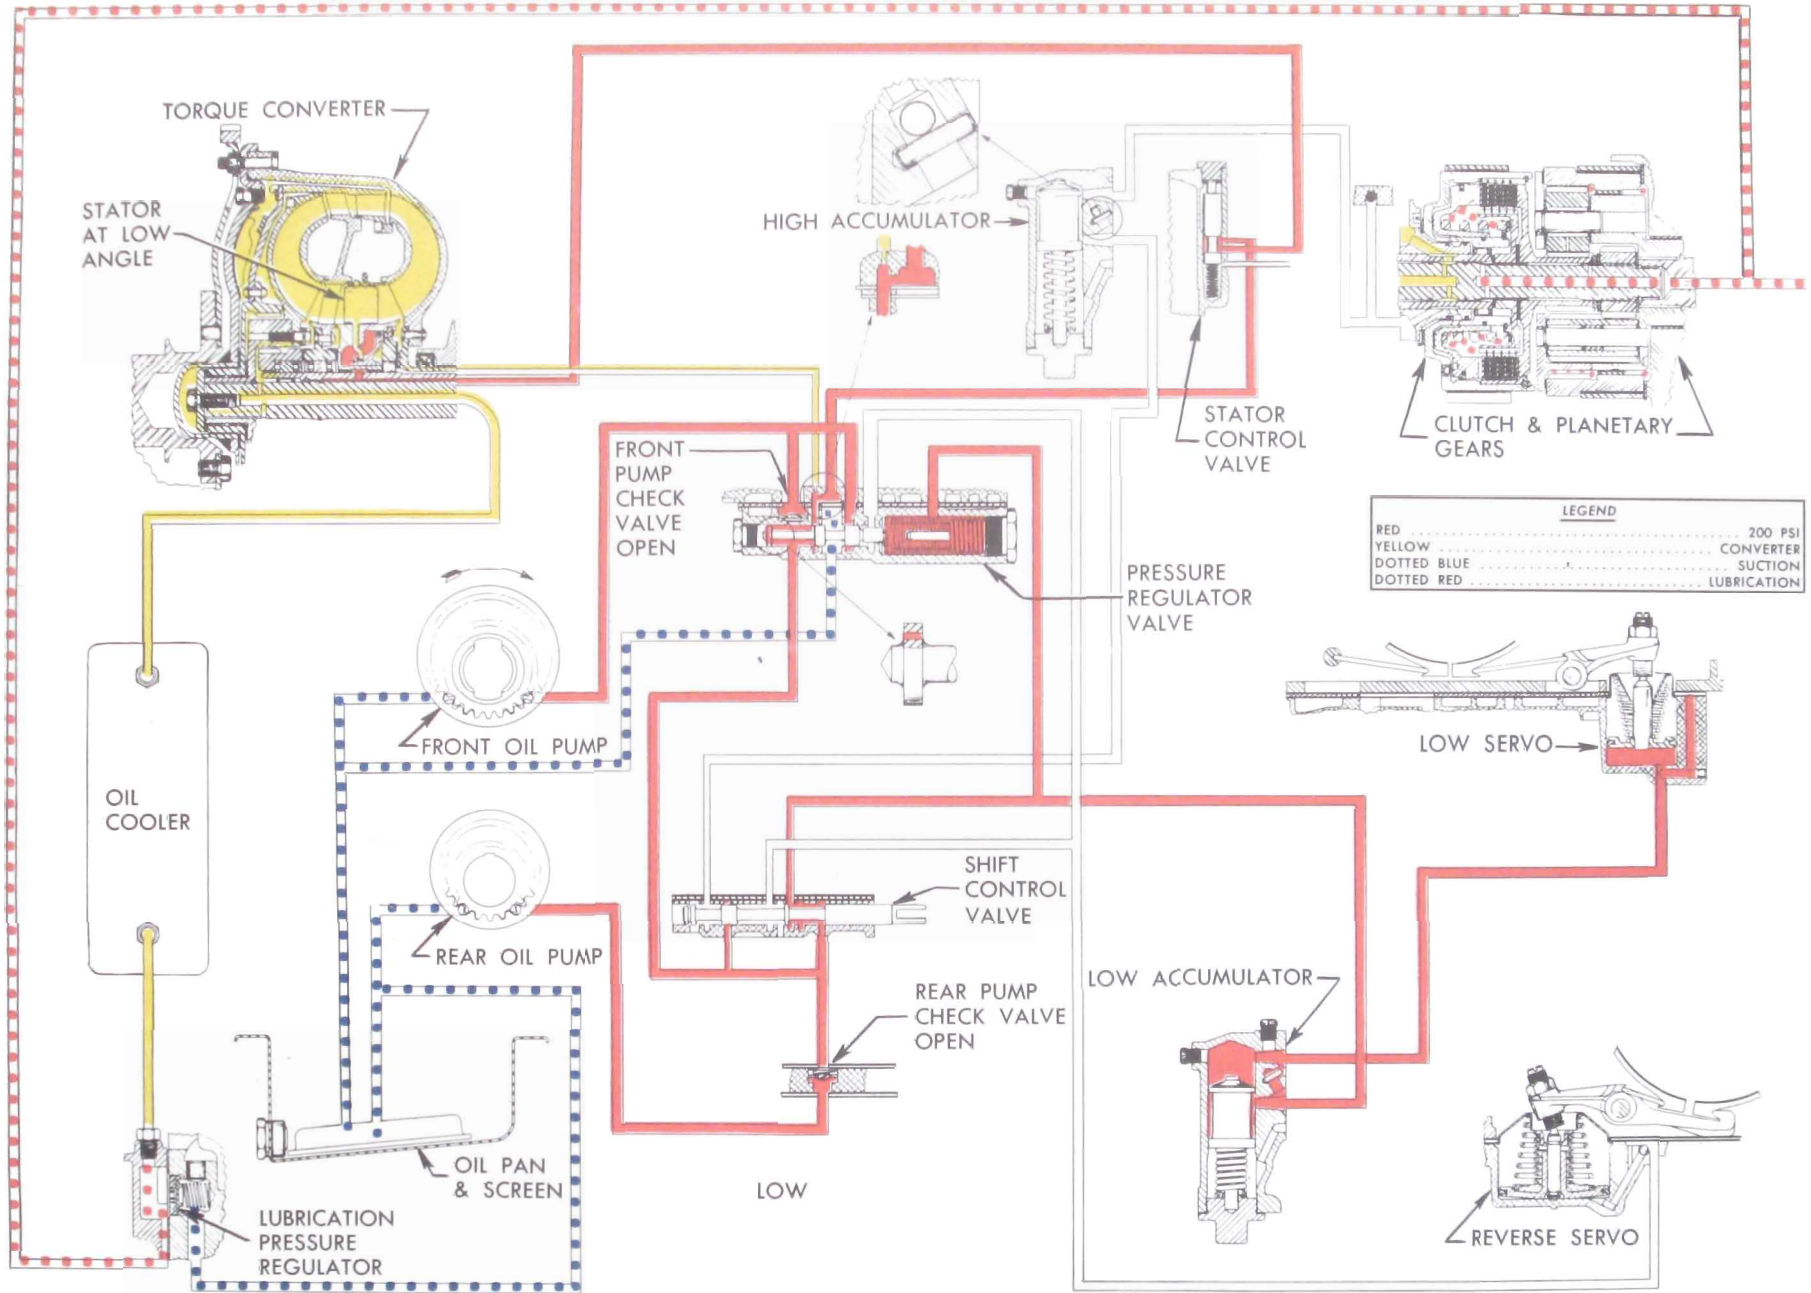 TORQUE CONVERTER
STATOR
AT LOW
ANGLE
HIGH ACCUMULATOR
STATOR
CONTROL
VALVE
CLUTCH & PLANETARY
GEARS
FRONT
PUMP
CHECK
VALVE
OPEN
LEGEND
RED 200 PSI
YELLOW CONVERTER
DOTTED BLUE SUCTION
DOTTED RED LUBRICATION
PRESSURE
REGULATOR
VALVE
FRONT OIL PUMP
LOW SERVO
OIL
COOLER
SHIFT
CONTROL
VALVE
REAR OIL PUMP
LOW ACCUMULATOR
REAR PUMP
CHECK VALVE
OPEN
OIL PAN
& SCREEN
LOW
LUBRICATION
PRESSURE
REGULATOR
REVERSE SERVO